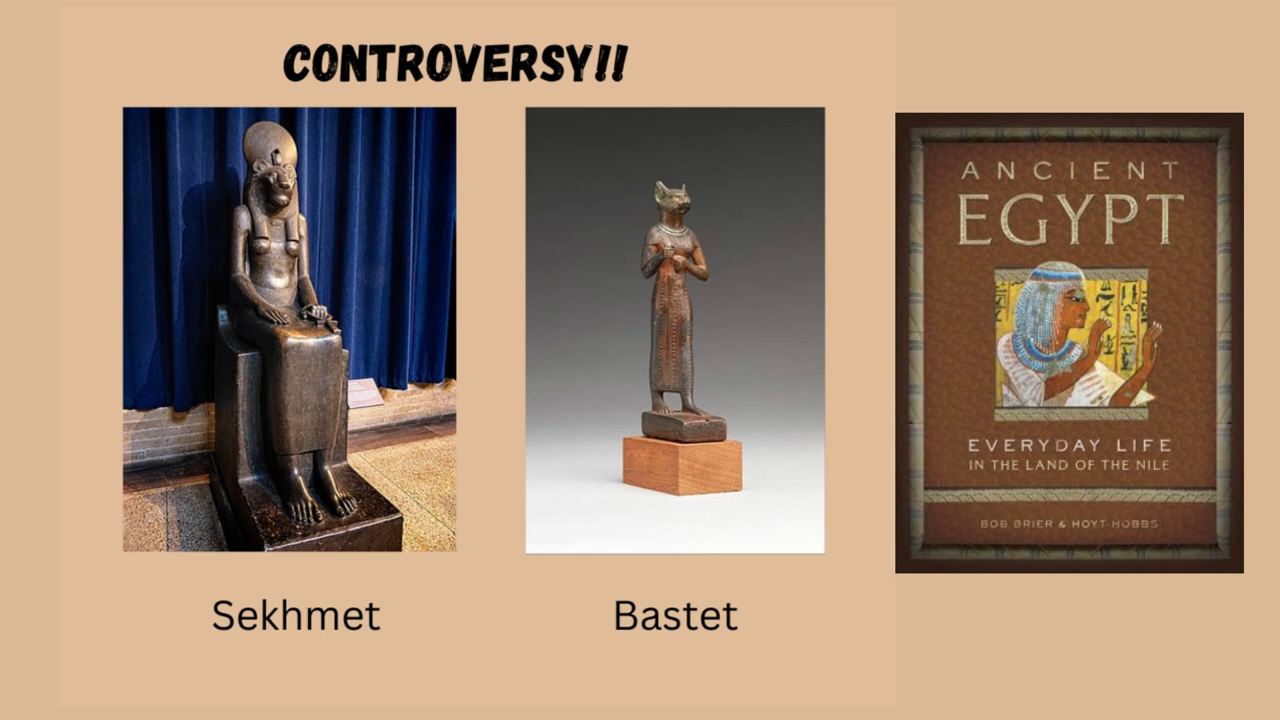 CONTROVERSY!!
ANCIENT
EGYPT
EVERYDAY LIFE
IN THE LAND OF THE NILE
BOB BRIER & HOYT HOBBS
Sekhmet
Bastet